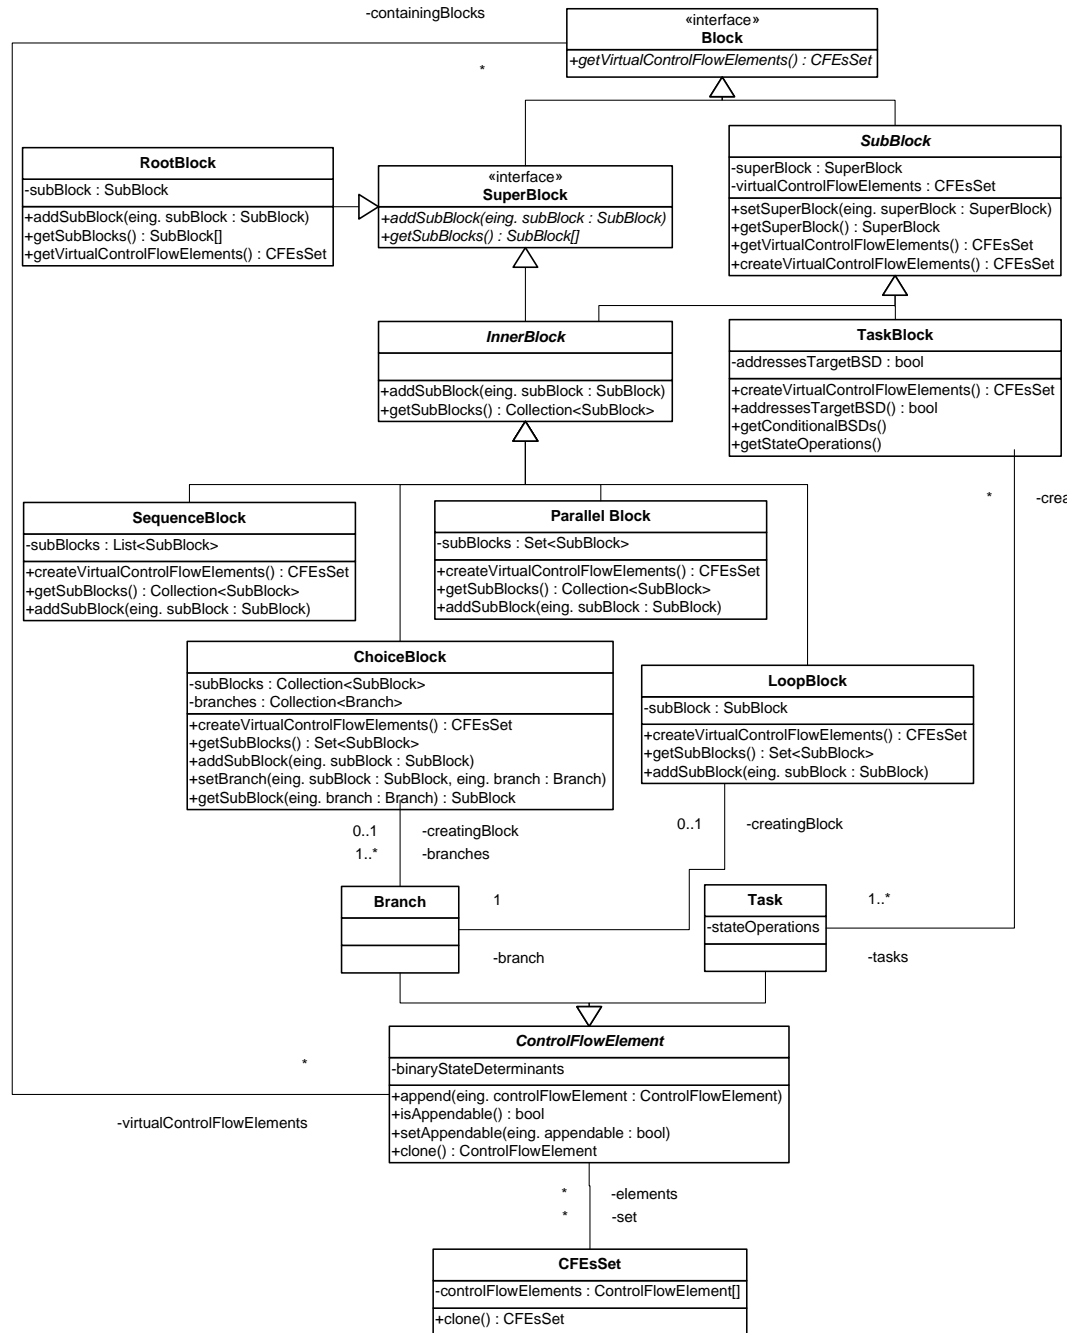 -containingBlocks
«interface»
Block
+getVirtualControlFlowElements() : CFEsSet
*
SubBlock
-superBlock : SuperBlock
-virtualControlFlowElements : CFEsSet
+setSuperBlock(eing. superBlock : SuperBlock)
+getSuperBlock() : SuperBlock
+getVirtualControlFlowElements() : CFEsSet
+createVirtualControlFlowElements() : CFEsSet
RootBlock
-subBlock : SubBlock
+addSubBlock(eing. subBlock : SubBlock)
+getSubBlocks() : SubBlock[]
+getVirtualControlFlowElements() : CFEsSet
«interface»
SuperBlock
+addSubBlock(eing. subBlock : SubBlock)
+getSubBlocks() : SubBlock[]
InnerBlock
+addSubBlock(eing. subBlock : SubBlock)
+getSubBlocks() : Collection<SubBlock>
TaskBlock
-addressesTargetBSD : bool
+createVirtualControlFlowElements() : CFEsSet
+addressesTargetBSD() : bool
+getConditionalBSDs()
+getStateOperations()
*
-crea
SequenceBlock
-subBlocks : List<SubBlock>
+createVirtualControlFlowElements() : CFEsSet
+getSubBlocks() : Collection<SubBlock>
+addSubBlock(eing. subBlock : SubBlock)
Parallel Block
-subBlocks : Set<SubBlock>
+createVirtualControlFlowElements() : CFEsSet
+getSubBlocks() : Collection<SubBlock>
+addSubBlock(eing. subBlock : SubBlock)
ChoiceBlock
-subBlocks : Collection<SubBlock>
-branches : Collection<Branch>
+createVirtualControlFlowElements() : CFEsSet
+getSubBlocks() : Set<SubBlock>
+addSubBlock(eing. subBlock : SubBlock)
+setBranch(eing. subBlock : SubBlock, eing. branch : Branch)
+getSubBlock(eing. branch : Branch) : SubBlock
LoopBlock
-subBlock : SubBlock
+createVirtualControlFlowElements() : CFEsSet
+getSubBlocks() : Set<SubBlock>
+addSubBlock(eing. subBlock : SubBlock)
0..1 -creatingBlock
1..* -branches
0..1 -creatingBlock
Branch
1
-branch
Task
-stateOperations
1..*
-tasks
ControlFlowElement
-binaryStateDeterminants
+append(eing. controlFlowElement : ControlFlowElement)
+isAppendable() : bool
+setAppendable(eing. appendable : bool)
+clone() : ControlFlowElement
*
-virtualControlFlowElements
* -elements
* -set
CFEsSet
-controlFlowElements : ControlFlowElement[]
+clone() : CFEsSet